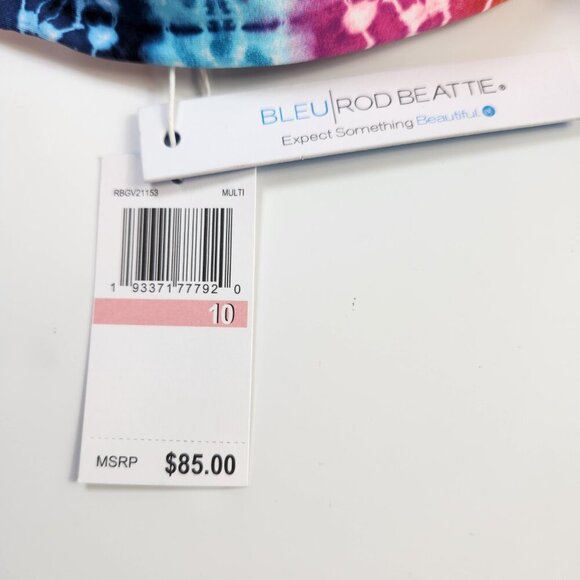 BLEU|ROD BEATTIE®
Expect Something Beautiful.
RBGV21153 MULTI
1 93371 77792 0
10
MSRP $85.00